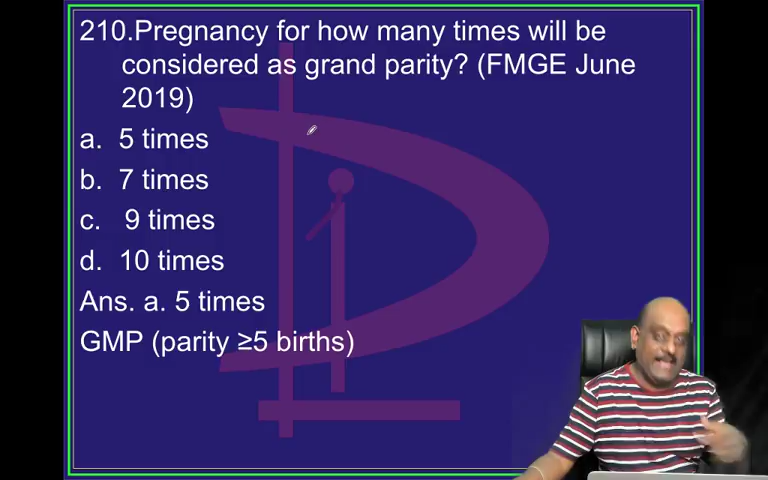 210.Pregnancy for how many times will be
considered as grand parity? (FMGE June
2019)
a. 5 times
b. 7 times
c. 9 times
d. 10 times
Ans. a. 5 times
GMP (parity ≥5 births)